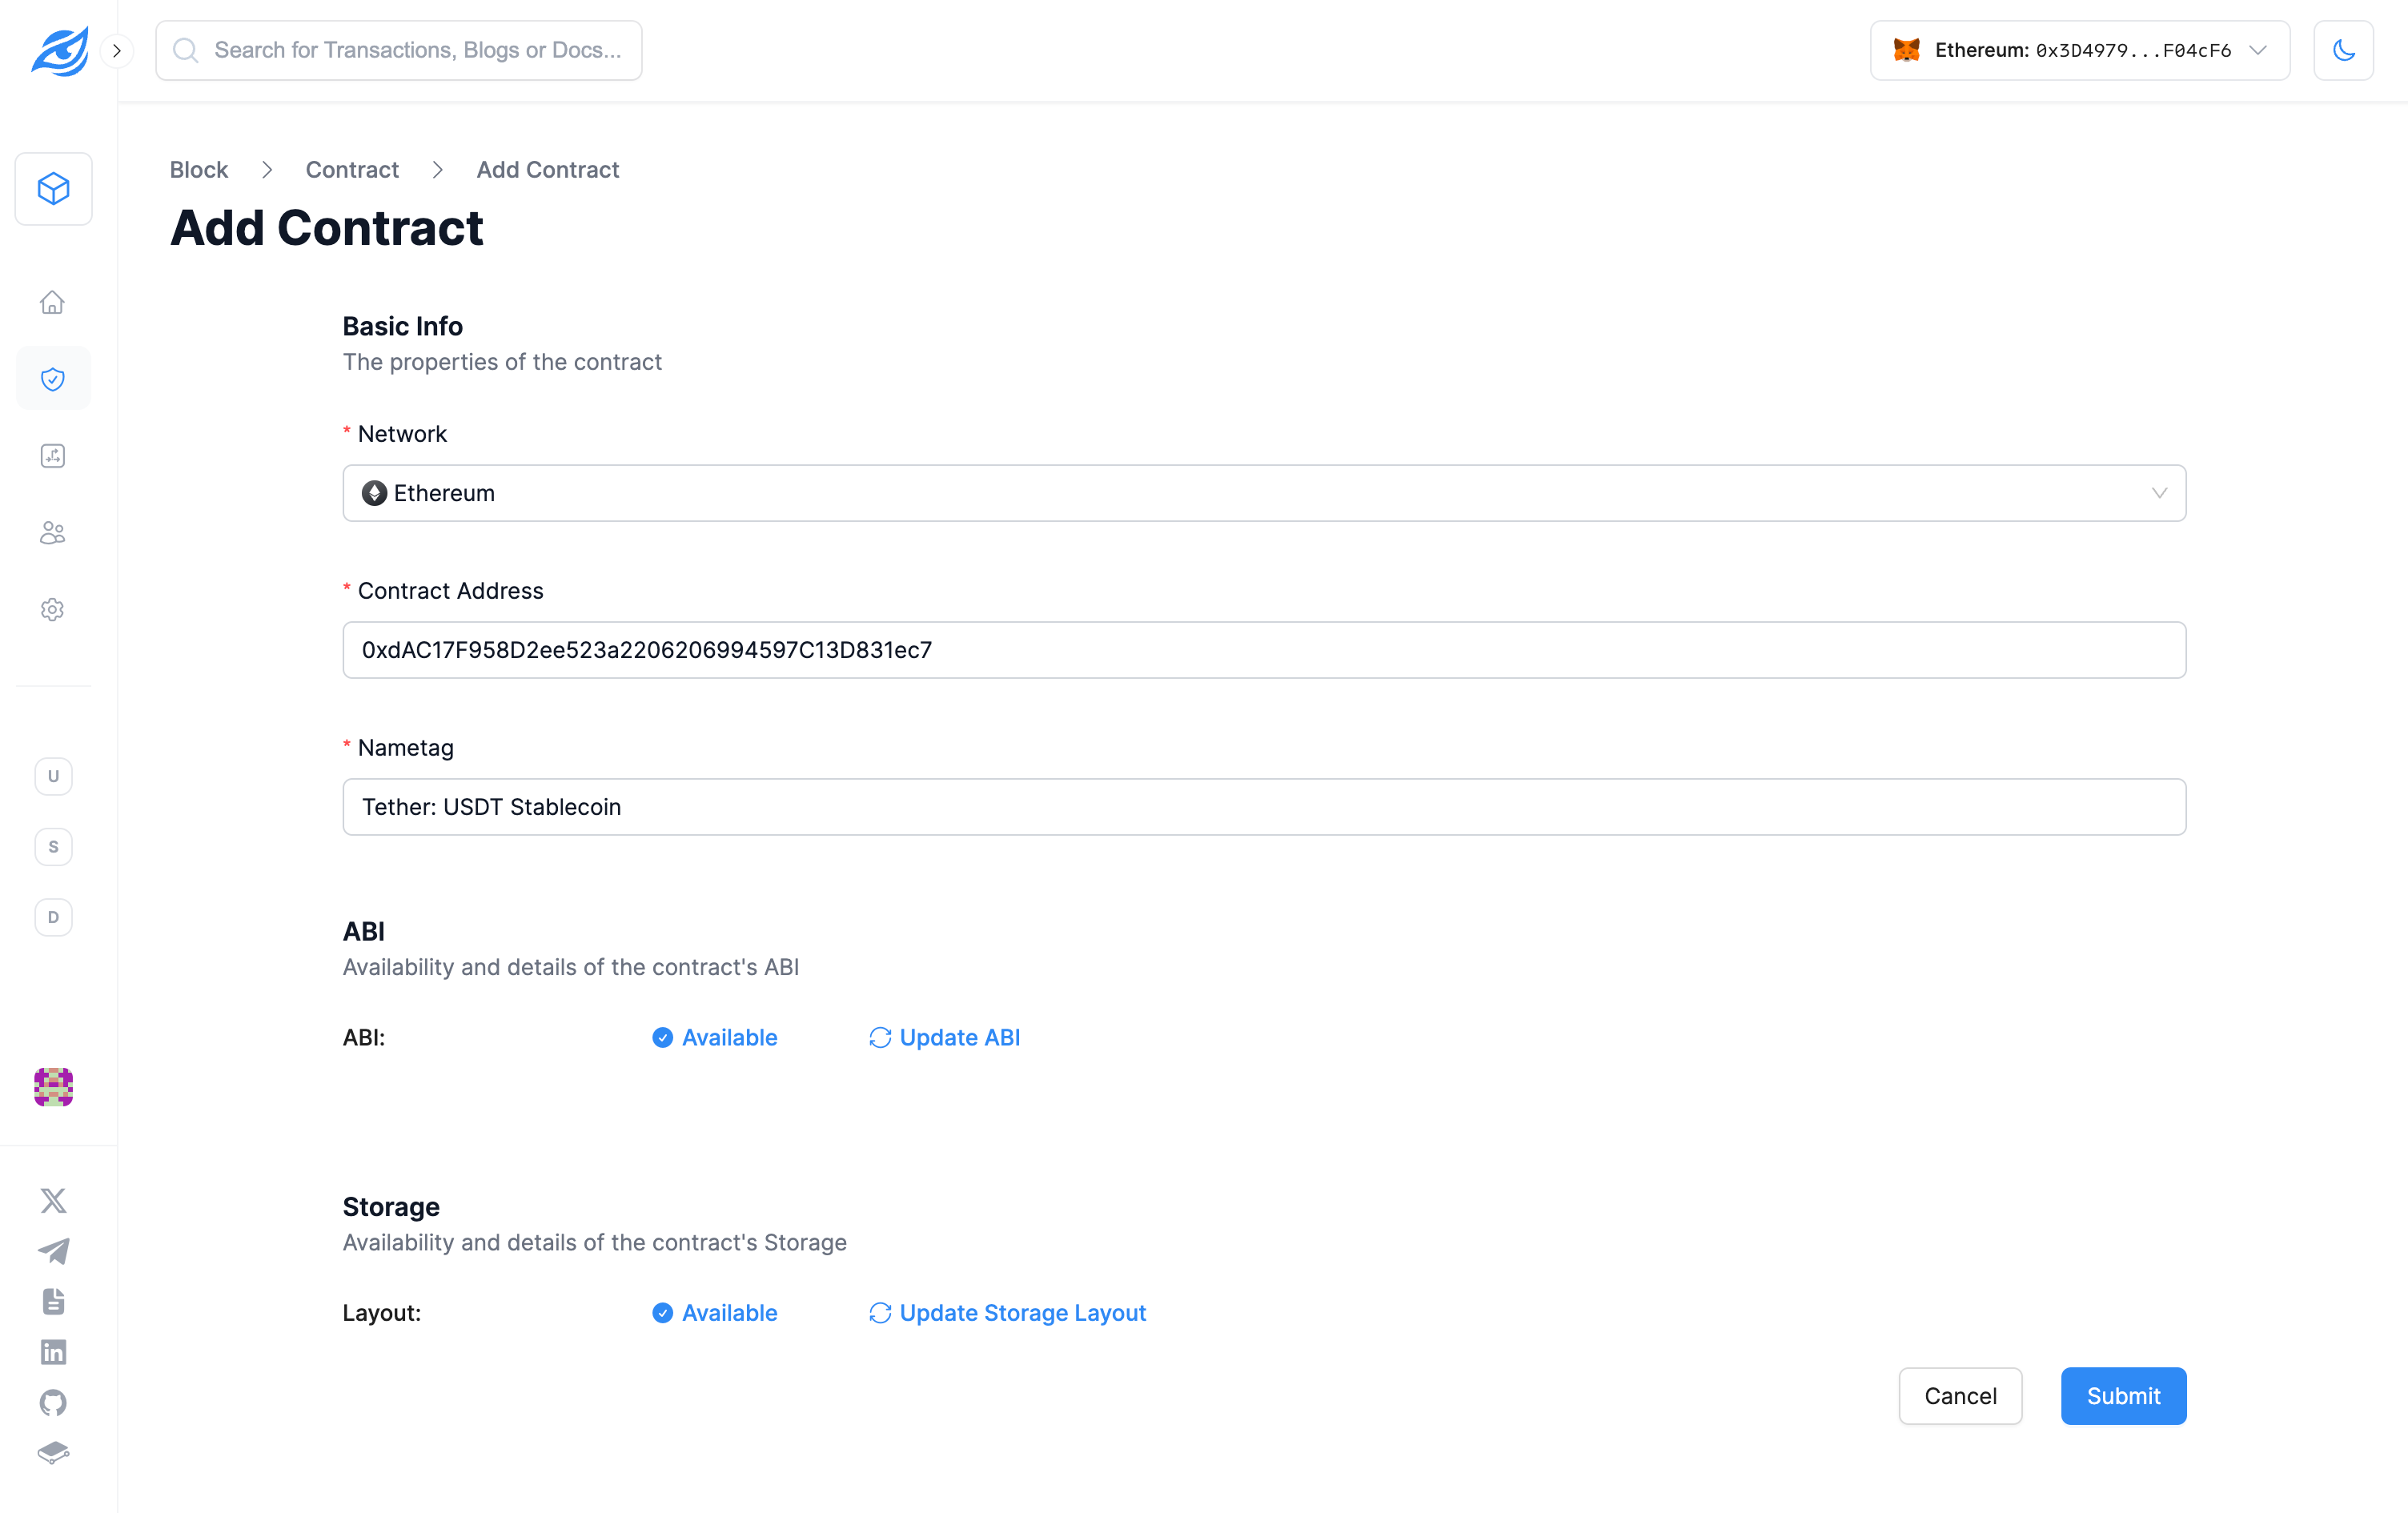 Search for Transactions, Blogs or Docs...
Ethereum: 0x3D4979...F04cF6
Block > Contract > Add Contract
Add Contract
Basic Info
The properties of the contract
* Network
Ethereum
* Contract Address
0xdAC17F958D2ee523a2206206994597C13D831ec7
* Nametag
Tether: USDT Stablecoin
U
S
D
ABI
Availability and details of the contract's ABI
ABI: Available Update ABI
Storage
Availability and details of the contract's Storage
Layout: Available Update Storage Layout
Cancel Submit
X
in